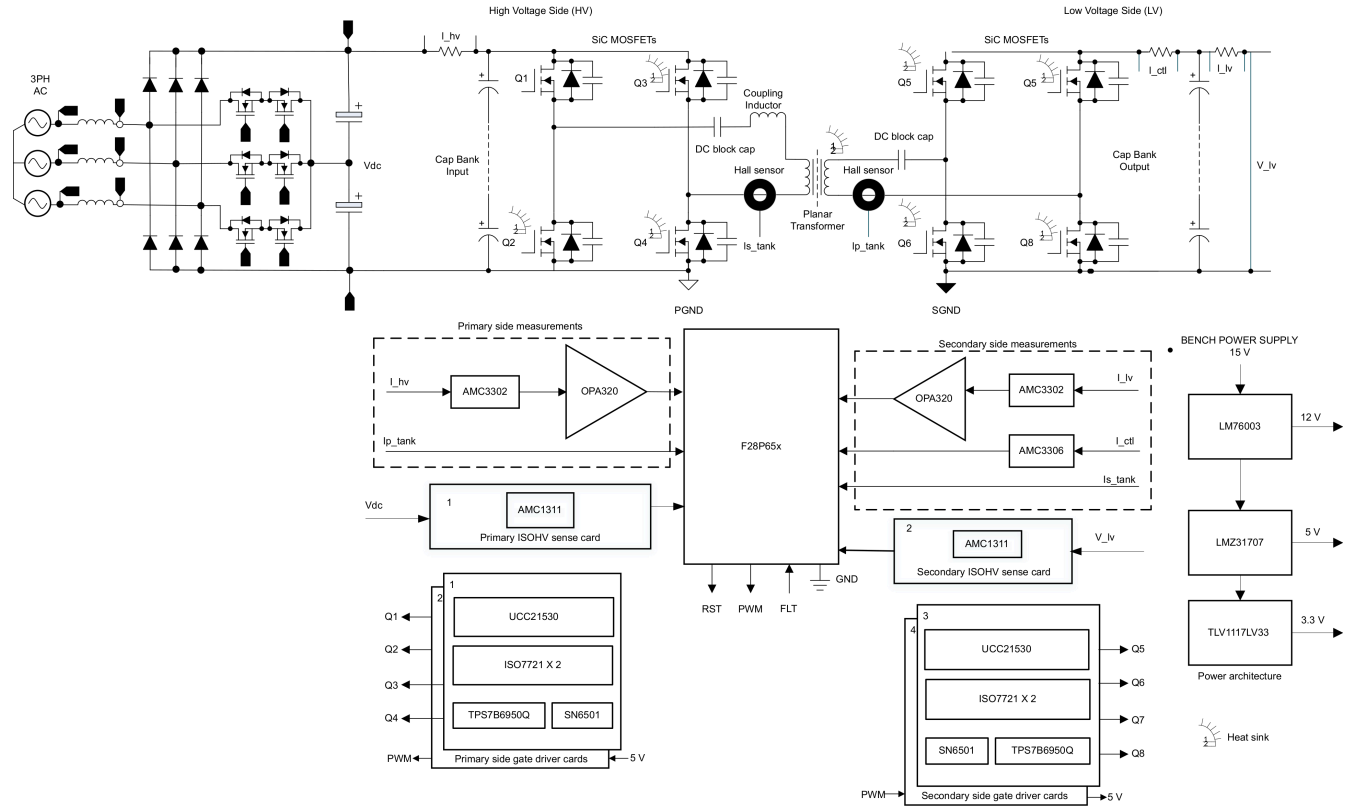 High Voltage Side (HV)
Low Voltage Side (LV)
3PH
AC
I_hv
SiC MOSFETs
SiC MOSFETs
Q1
Q3
Q5
Q5
I_ctl
I_lv
Coupling
Inductor
DC block cap
DC block cap
Vdc
Cap Bank
Input
Hall sensor
Hall sensor
Cap Bank
Output
V_lv
Planar
Transformer
Q2
Q4
Is_tank
Ip_tank
Q6
Q8
PGND
SGND
Primary side measurements
I_hv
AMC3302
OPA320
Ip_tank
F28P65x
Secondary side measurements
OPA320
AMC3302
I_lv
AMC3306
I_ctl
Is_tank
BENCH POWER SUPPLY
15 V
LM76003
12 V
LMZ31707
5 V
TLV1117LV33
3.3 V
Power architecture
Vdc
1
AMC1311
Primary ISOHV sense card
2
AMC1311
V_lv
Secondary ISOHV sense card
RST
PWM
FLT
GND
1
2
UCC21530
ISO7721 X 2
TPS7B6950Q
SN6501
Q1
Q2
Q3
Q4
PWM
Primary side gate driver cards
5 V
3
4
UCC21530
ISO7721 X 2
SN6501
TPS7B6950Q
Q5
Q6
Q7
Q8
PWM
Secondary side gate driver cards
5 V
Heat sink